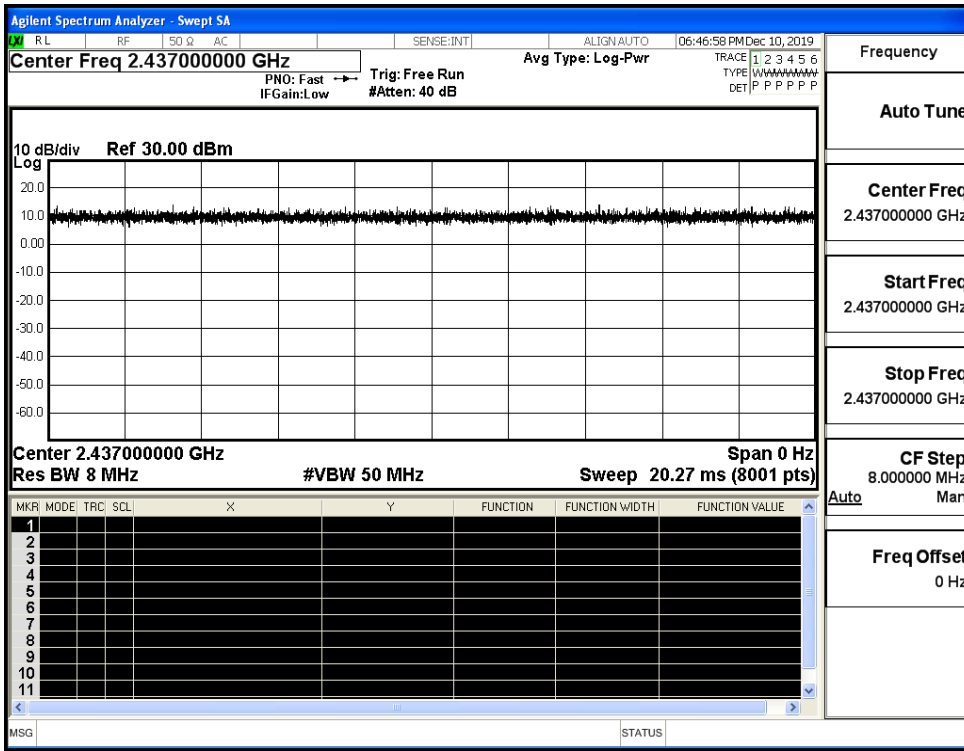 Agilent Spectrum Analyzer - Swept SA
LXI RL RF 50 Ω AC SENSE:INT ALIGN AUTO 06:46:58 PM Dec 10, 2019
Center Freq 2.437000000 GHz
PNO: Fast
IFGain:Low
Trig: Free Run
#Atten: 40 dB
Avg Type: Log-Pwr
TRACE 1 2 3 4 5 6
TYPE
DET P P P P P P
10 dB/div Ref 30.00 dBm
Log
20.0
10.0
0.00
-10.0
-20.0
-30.0
-40.0
-50.0
-60.0
Center 2.437000000 GHz Span 0 Hz
Res BW 8 MHz #VBW 50 MHz Sweep 20.27 ms (8001 pts)
MKR MODE TRC SCL X Y FUNCTION FUNCTION WIDTH FUNCTION VALUE
1
2
3
4
5
6
7
8
9
10
11
MSG STATUS
Frequency
Auto Tune
Center Freq
2.437000000 GHz
Start Freq
2.437000000 GHz
Stop Freq
2.437000000 GHz
CF Step
8.000000 MHz
Auto Man
Freq Offset
0 Hz